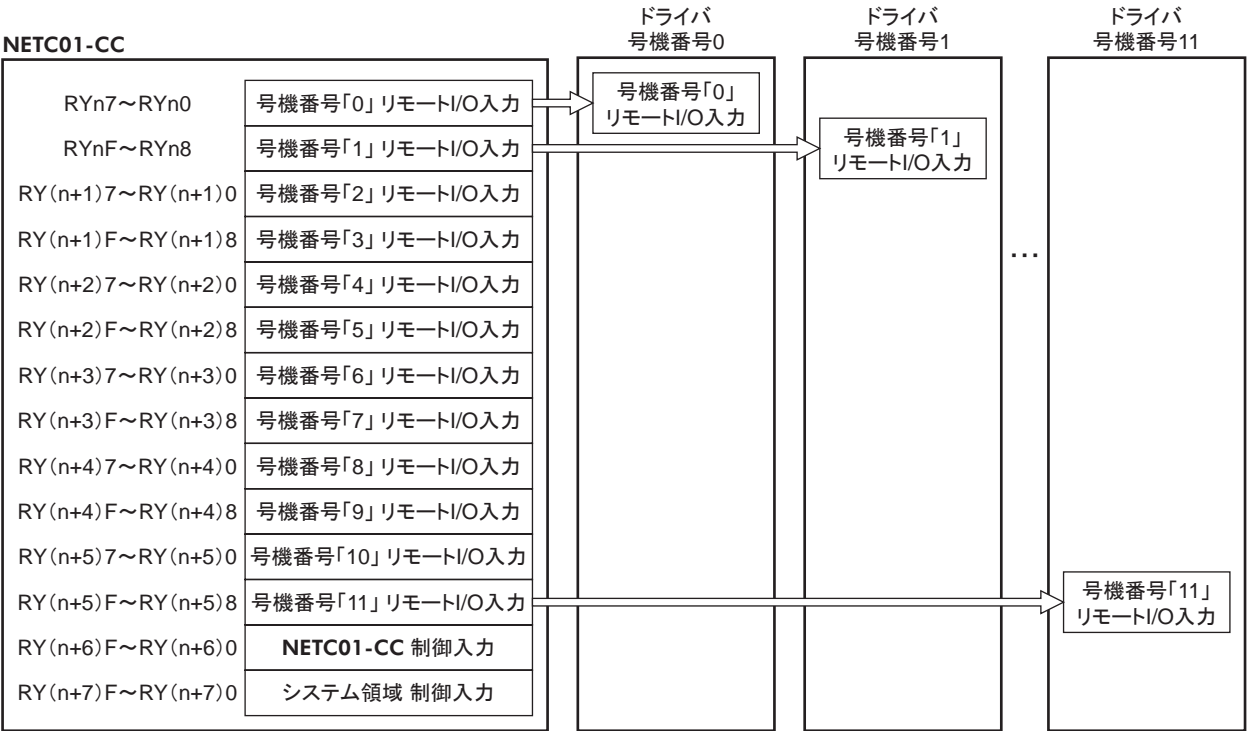 ドライバ
号機番号0
ドライバ
号機番号1
ドライバ
号機番号11
NETC01-CC
RYn7～RYn0
号機番号「0」 リモートI/O入力
号機番号「0」
リモートI/O入力
RYnF～RYn8
号機番号「1」 リモートI/O入力
号機番号「1」
リモートI/O入力
RY(n+1)7～RY(n+1)0
号機番号「2」 リモートI/O入力
RY(n+1)F～RY(n+1)8
号機番号「3」 リモートI/O入力
…
RY(n+2)7～RY(n+2)0
号機番号「4」 リモートI/O入力
RY(n+2)F～RY(n+2)8
号機番号「5」 リモートI/O入力
RY(n+3)7～RY(n+3)0
号機番号「6」 リモートI/O入力
RY(n+3)F～RY(n+3)8
号機番号「7」 リモートI/O入力
RY(n+4)7～RY(n+4)0
号機番号「8」 リモートI/O入力
RY(n+4)F～RY(n+4)8
号機番号「9」 リモートI/O入力
RY(n+5)7～RY(n+5)0
号機番号「10」 リモートI/O入力
RY(n+5)F～RY(n+5)8
号機番号「11」 リモートI/O入力
号機番号「11」
リモートI/O入力
RY(n+6)F～RY(n+6)0
NETC01-CC 制御入力
RY(n+7)F～RY(n+7)0
システム領域 制御入力